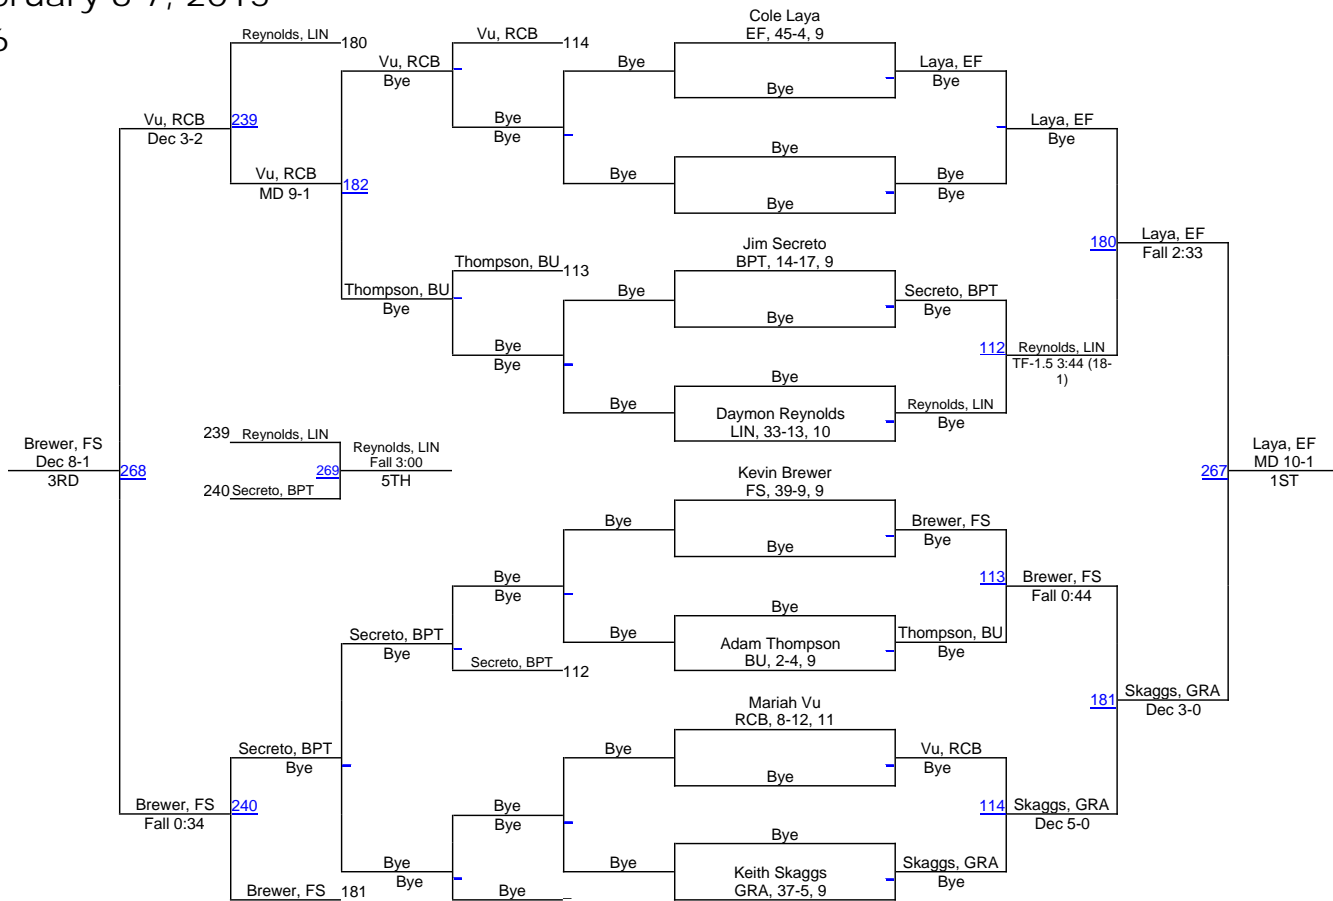 6-7, 2015
Cole Laya
Reynolds, LIN 180
Vu, RCB 114
EF, 45-4, 9
Vu, RCB
Bye
Bye
Laya, EF
Bye
Bye
Vu, RCB
Dec 3-2
239
Bye
Bye
Laya, EF
Bye
Bye
Vu, RCB
MD 9-1
182
Bye
Bye
Bye
Bye
Jim Secreto
BPT, 14-17, 9
180
Laya, EF
Fall 2:33
Thompson, BU 113
Thompson, BU
Bye
Bye
Bye
Secreto, BPT
Bye
Bye
Bye
112
Reynolds, LIN
TF-1.5 3:44 (18-
1)
Bye
Bye
Daymon Reynolds
LIN, 33-13, 10
Reynolds, LIN
Bye
Brewer, FS
Dec 8-1
3RD
268
239 Reynolds, LIN
269
Reynolds, LIN
Fall 3:00
5TH
240 Secreto, BPT
Kevin Brewer
FS, 39-9, 9
267
Laya, EF
MD 10-1
1ST
Bye
Bye
Brewer, FS
Bye
Bye
Bye
113
Brewer, FS
Fall 0:44
Secreto, BPT
Bye
Bye
Bye
Adam Thompson
BU, 2-4, 9
Thompson, BU
Bye
Secreto, BPT 112
Mariah Vu
RCB, 8-12, 11
181
Skaggs, GRA
Dec 3-0
Secreto, BPT
Bye
Bye
Bye
Vu, RCB
Bye
Brewer, FS
Fall 0:34
240
Bye
Bye
114
Skaggs, GRA
Dec 5-0
Bye
Bye
Bye
Bye
Keith Skaggs
GRA, 37-5, 9
Skaggs, GRA
Bye
Brewer, FS 181
Bye